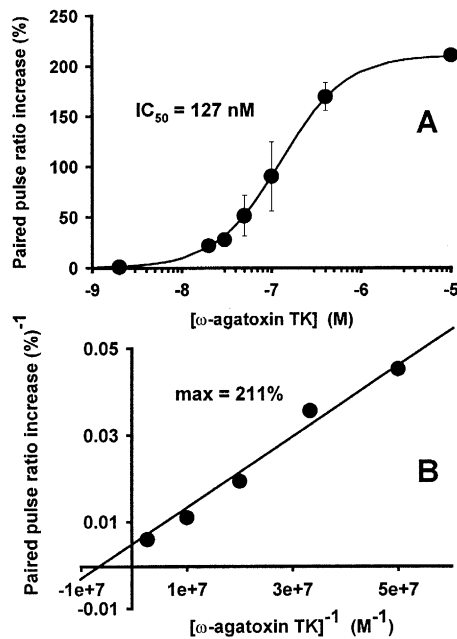 Paired pulse ratio increase (%)
250
200
150
100
50
0
IC50 = 127 nM
A
-9
-8
-7
-6
-5
[ω-agatoxin TK] (M)
Paired pulse ratio increase (%)-1
0.05
0.03
0.01
-0.01
max = 211%
B
-1e+7
1e+7
3e+7
5e+7
[ω-agatoxin TK]-1 (M-1)